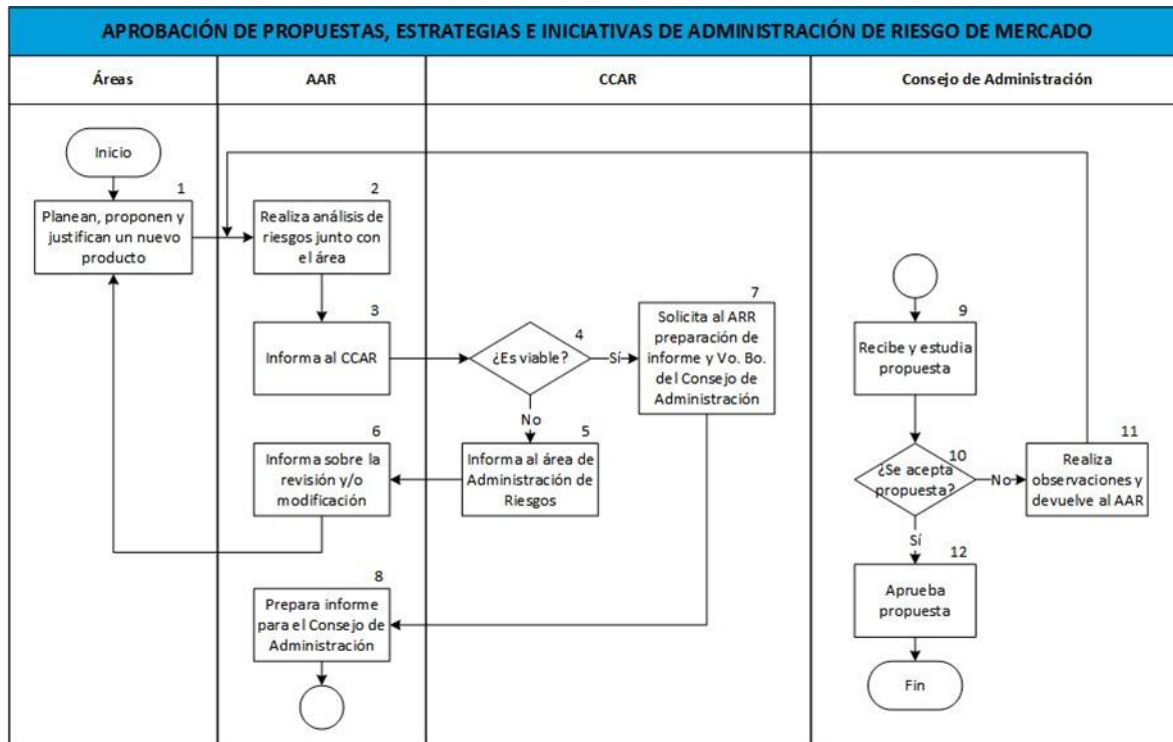 APROBACIÓN DE PROPUESTAS, ESTRATEGIAS E INICIATIVAS DE ADMINISTRACIÓN DE RIESGO DE MERCADO
Áreas
AAR
CCAR
Consejo de Administración
Inicio
1
Planean, proponen y
justifican un nuevo
producto
2
Realiza análisis de
riesgos junto con
el área
3
Informa al CCAR
4
¿Es viable?
Sí
No
5
Informa al área de
Administración de
Riesgos
6
Informa sobre la
revisión y/o
modificación
7
Solicita al ARR
preparación de
informe y Vo. Bo.
del Consejo de
Administración
8
Prepara informe
para el Consejo de
Administración
9
Recibe y estudia
propuesta
10
¿Se acepta
propuesta?
No
11
Realiza
observaciones y
devuelve al AAR
Sí
12
Aprueba
propuesta
Fin